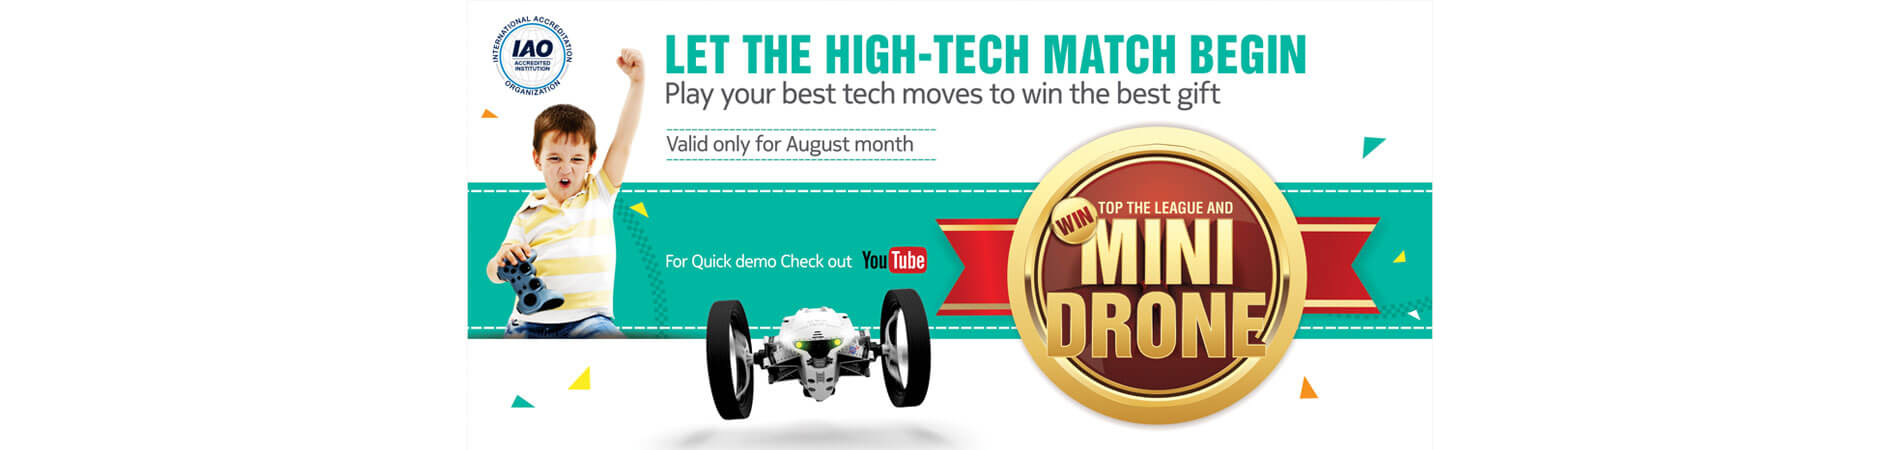 INTERNATIONAL ACCREDITATION
IAO
ACCREDITED
INSTITUTION
ORGANIZATION
LET THE HIGH-TECH MATCH BEGIN
Play your best tech moves to win the best gift
Valid only for August month
For Quick demo Check out YouTube
TOP THE LEAGUE AND
WIN
MINI
DRONE